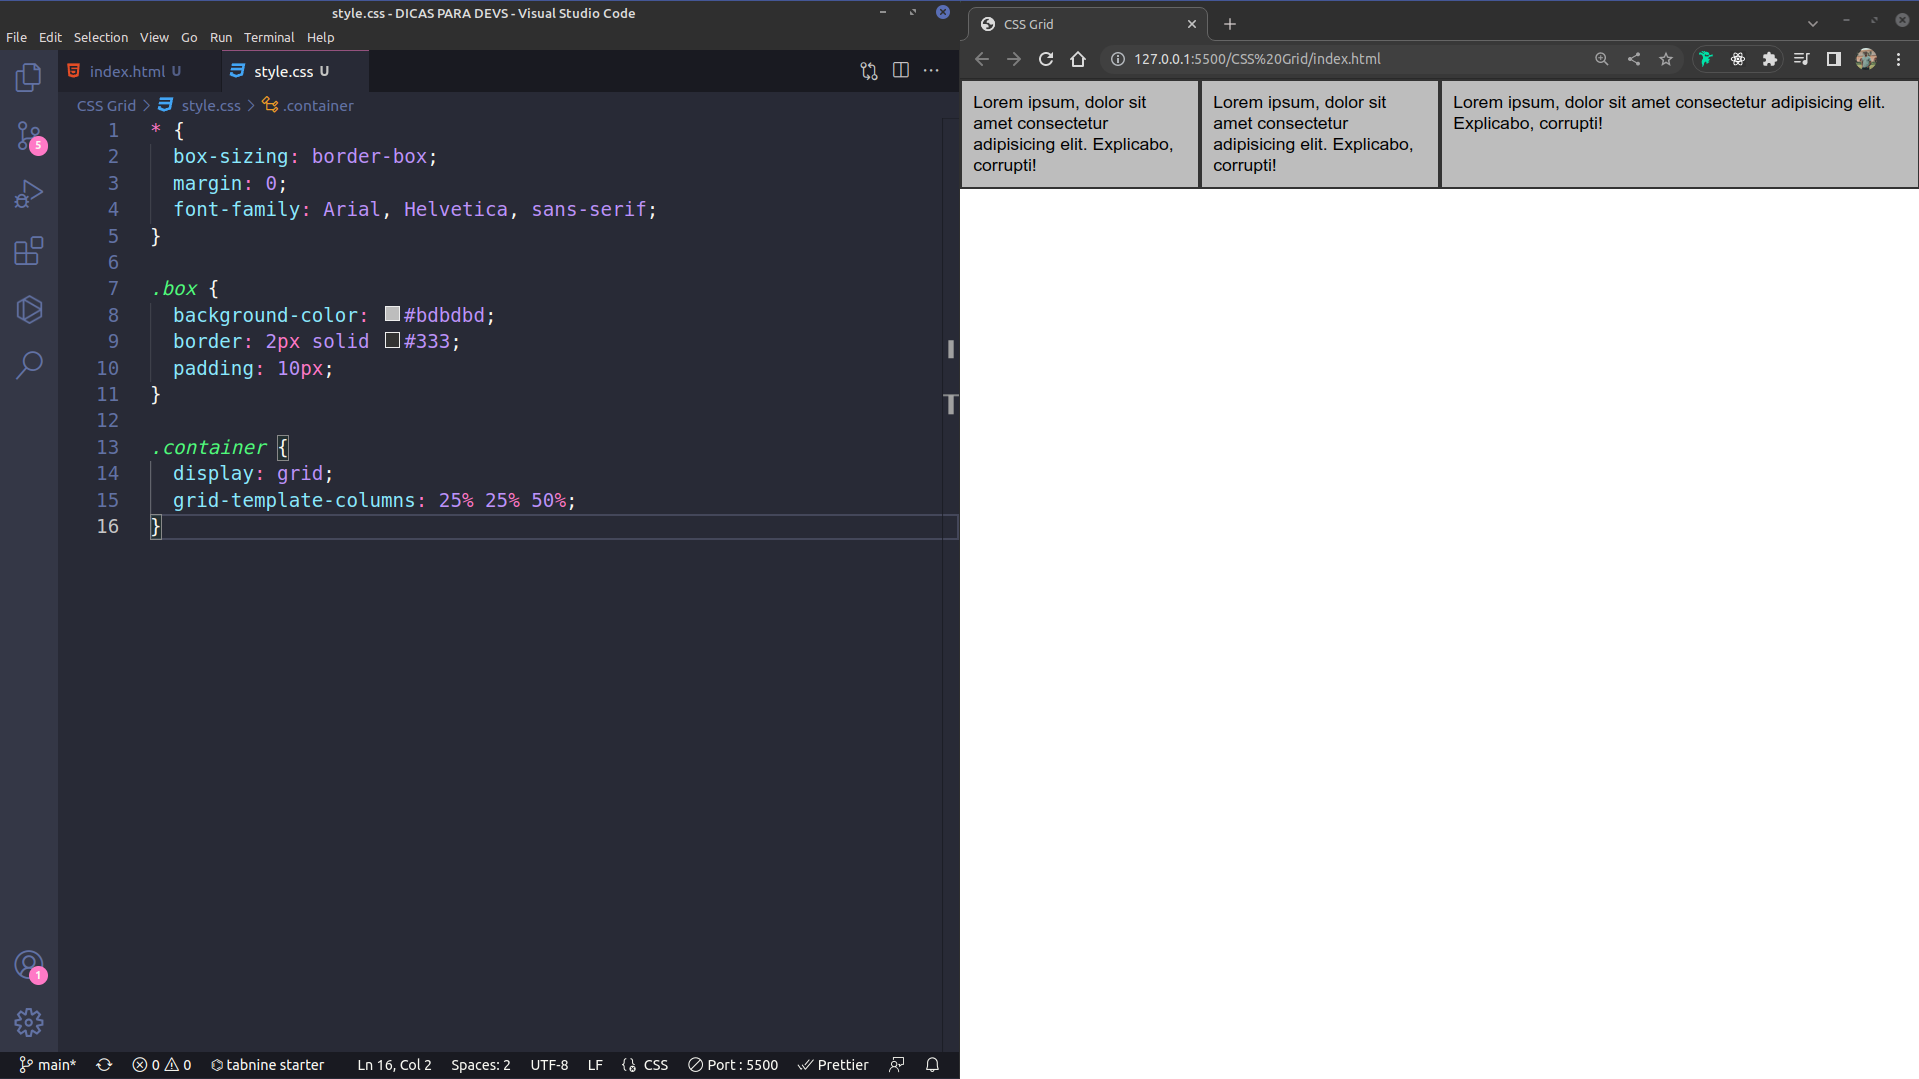 style.css - DICAS PARA DEVS - Visual Studio Code
File Edit Selection View Go Run Terminal Help
index.html U style.css U
CSS Grid > style.css > .container
1 * {
2 box-sizing: border-box;
3 margin: 0;
4 font-family: Arial, Helvetica, sans-serif;
5 }
6
7 .box {
8 background-color: #bdbdbd;
9 border: 2px solid #333;
10 padding: 10px;
11 }
12
13 .container {
14 display: grid;
15 grid-template-columns: 25% 25% 50%;
16 }
5
1
main* 0 0 tabnine starter Ln 16, Col 2 Spaces: 2 UTF-8 LF CSS Port : 5500 Prettier
CSS Grid
127.0.0.1:5500/CSS%20Grid/index.html
Lorem ipsum, dolor sit
amet consectetur
adipisicing elit. Explicabo,
corrupti!
Lorem ipsum, dolor sit
amet consectetur
adipisicing elit. Explicabo,
corrupti!
Lorem ipsum, dolor sit amet consectetur adipisicing elit.
Explicabo, corrupti!